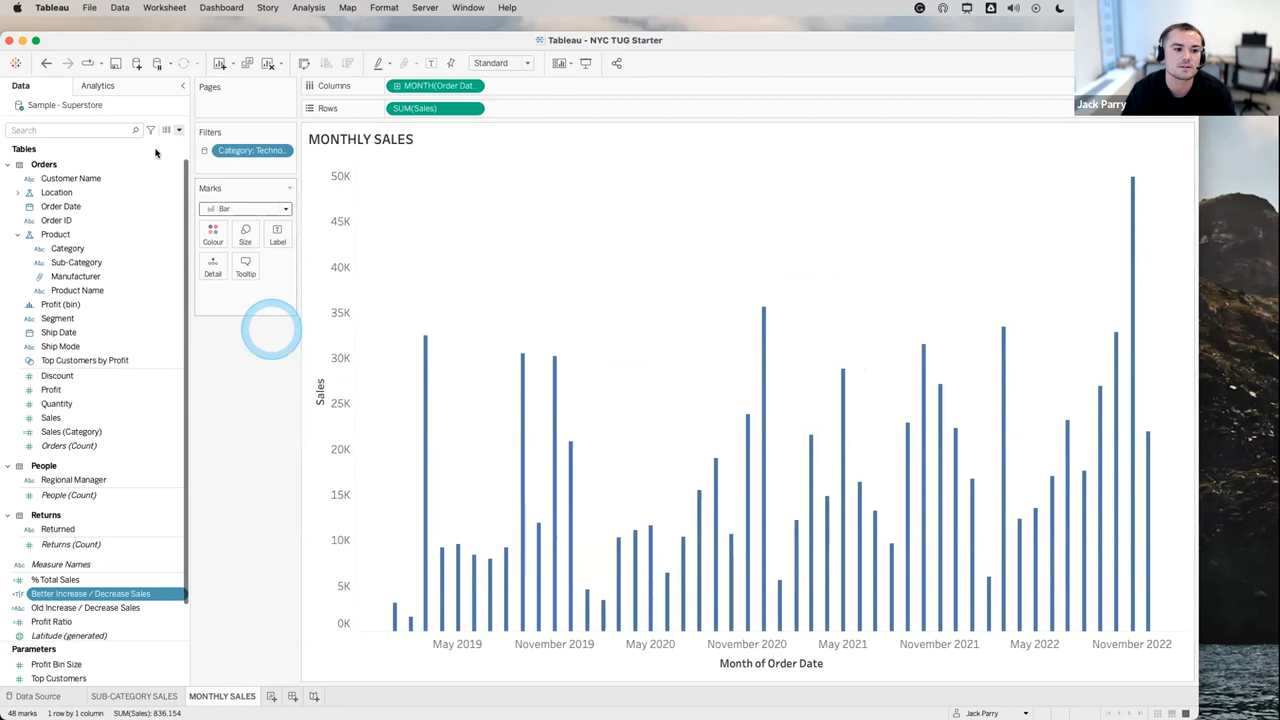 Tableau File Data Worksheet Dashboard Story Analysis Map Format Server Window Help
Tableau - NYC TUG Starter
Standard
Jack Parry
Data Analytics
Sample - Superstore
Search
Tables
Orders
Customer Name
Location
Order Date
Order ID
Product
Category
Sub-Category
Manufacturer
Product Name
Profit (bin)
Segment
Ship Date
Ship Mode
Top Customers by Profit
Discount
Profit
Quantity
Sales
Sales (Category)
Orders (Count)
People
Regional Manager
People (Count)
Returns
Returned
Returns (Count)
Measure Names
% Total Sales
Better Increase / Decrease Sales
Old Increase / Decrease Sales
Profit Ratio
Latitude (generated)
Parameters
Profit Bin Size
Top Customers
Pages
Filters
Category: Techno..
Marks
Bar
Colour Size Label
Detail Tooltip
Columns MONTH(Order Dat..
Rows SUM(Sales)
MONTHLY SALES
50K
45K
40K
35K
30K
25K
20K
15K
10K
5K
0K
Sales
May 2019 November 2019 May 2020 November 2020 May 2021 November 2021 May 2022 November 2022
Month of Order Date
Data Source SUB-CATEGORY SALES MONTHLY SALES
48 marks 1 row by 1 column SUM(Sales): 836,154 Jack Parry